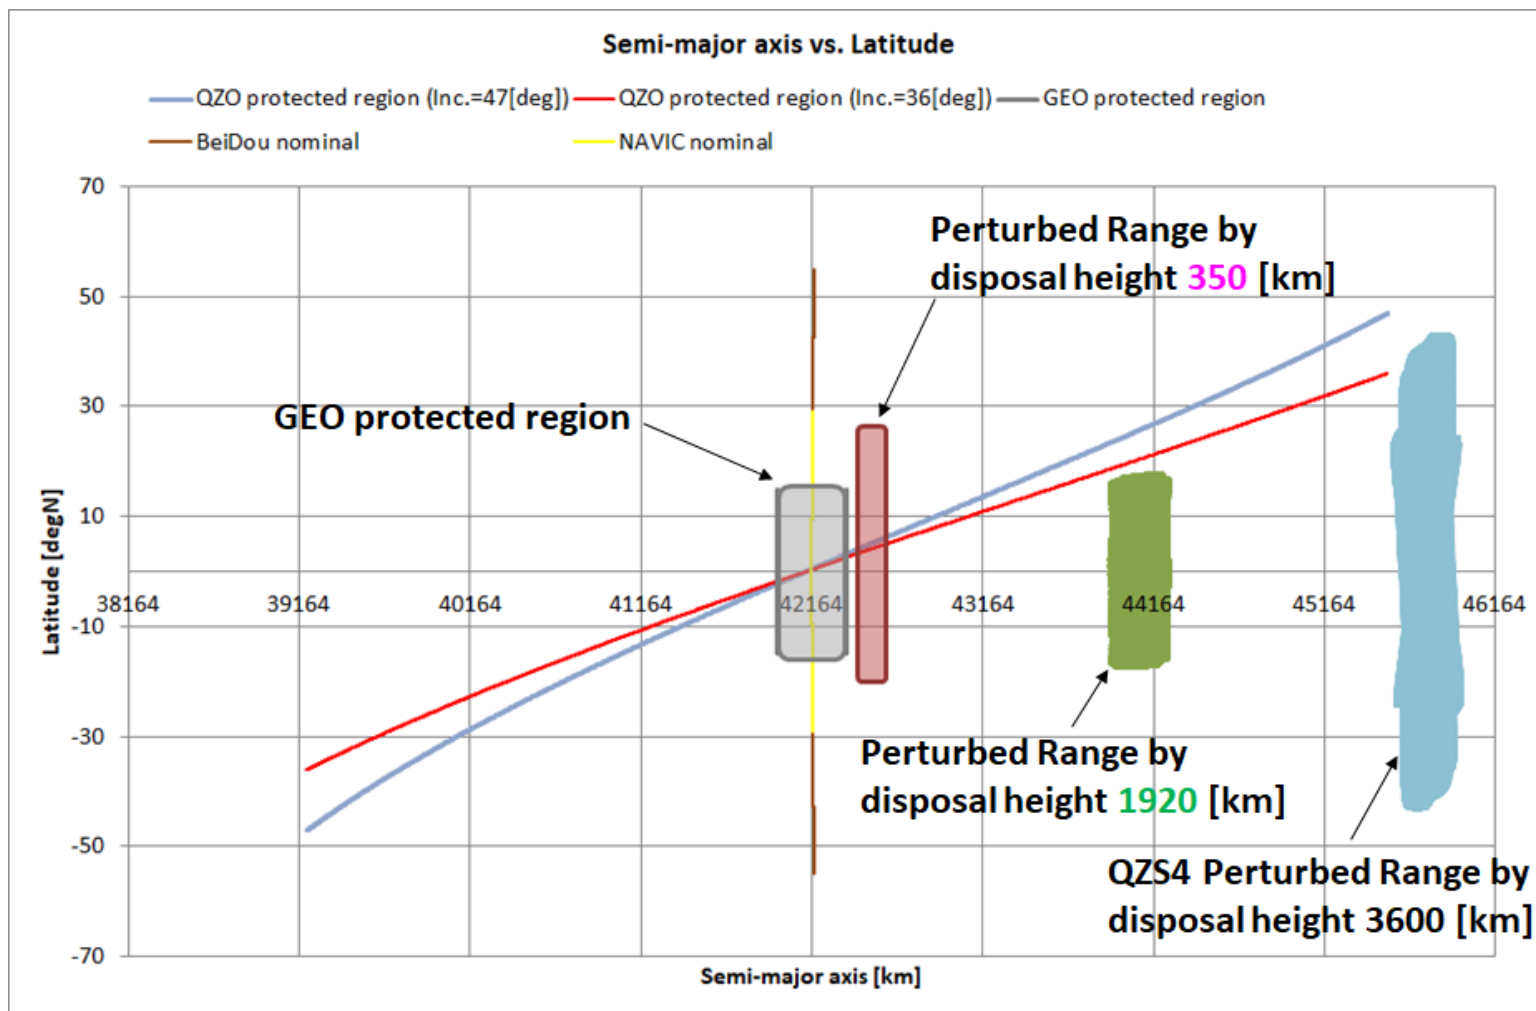 Semi-major axis vs. Latitude
QZO protected region (Inc.=47[deg]) QZO protected region (Inc.=36[deg]) GEO protected region
BeiDou nominal NAVIC nominal
70
Perturbed Range by
disposal height 350 [km]
50
30
GEO protected region
10
Latitude [degN]
38164 39164 40164 41164 42164 43164 44164 45164 46164
-10
-30
Perturbed Range by
disposal height 1920 [km]
-50
QZS4 Perturbed Range by
disposal height 3600 [km]
-70
Semi-major axis [km]